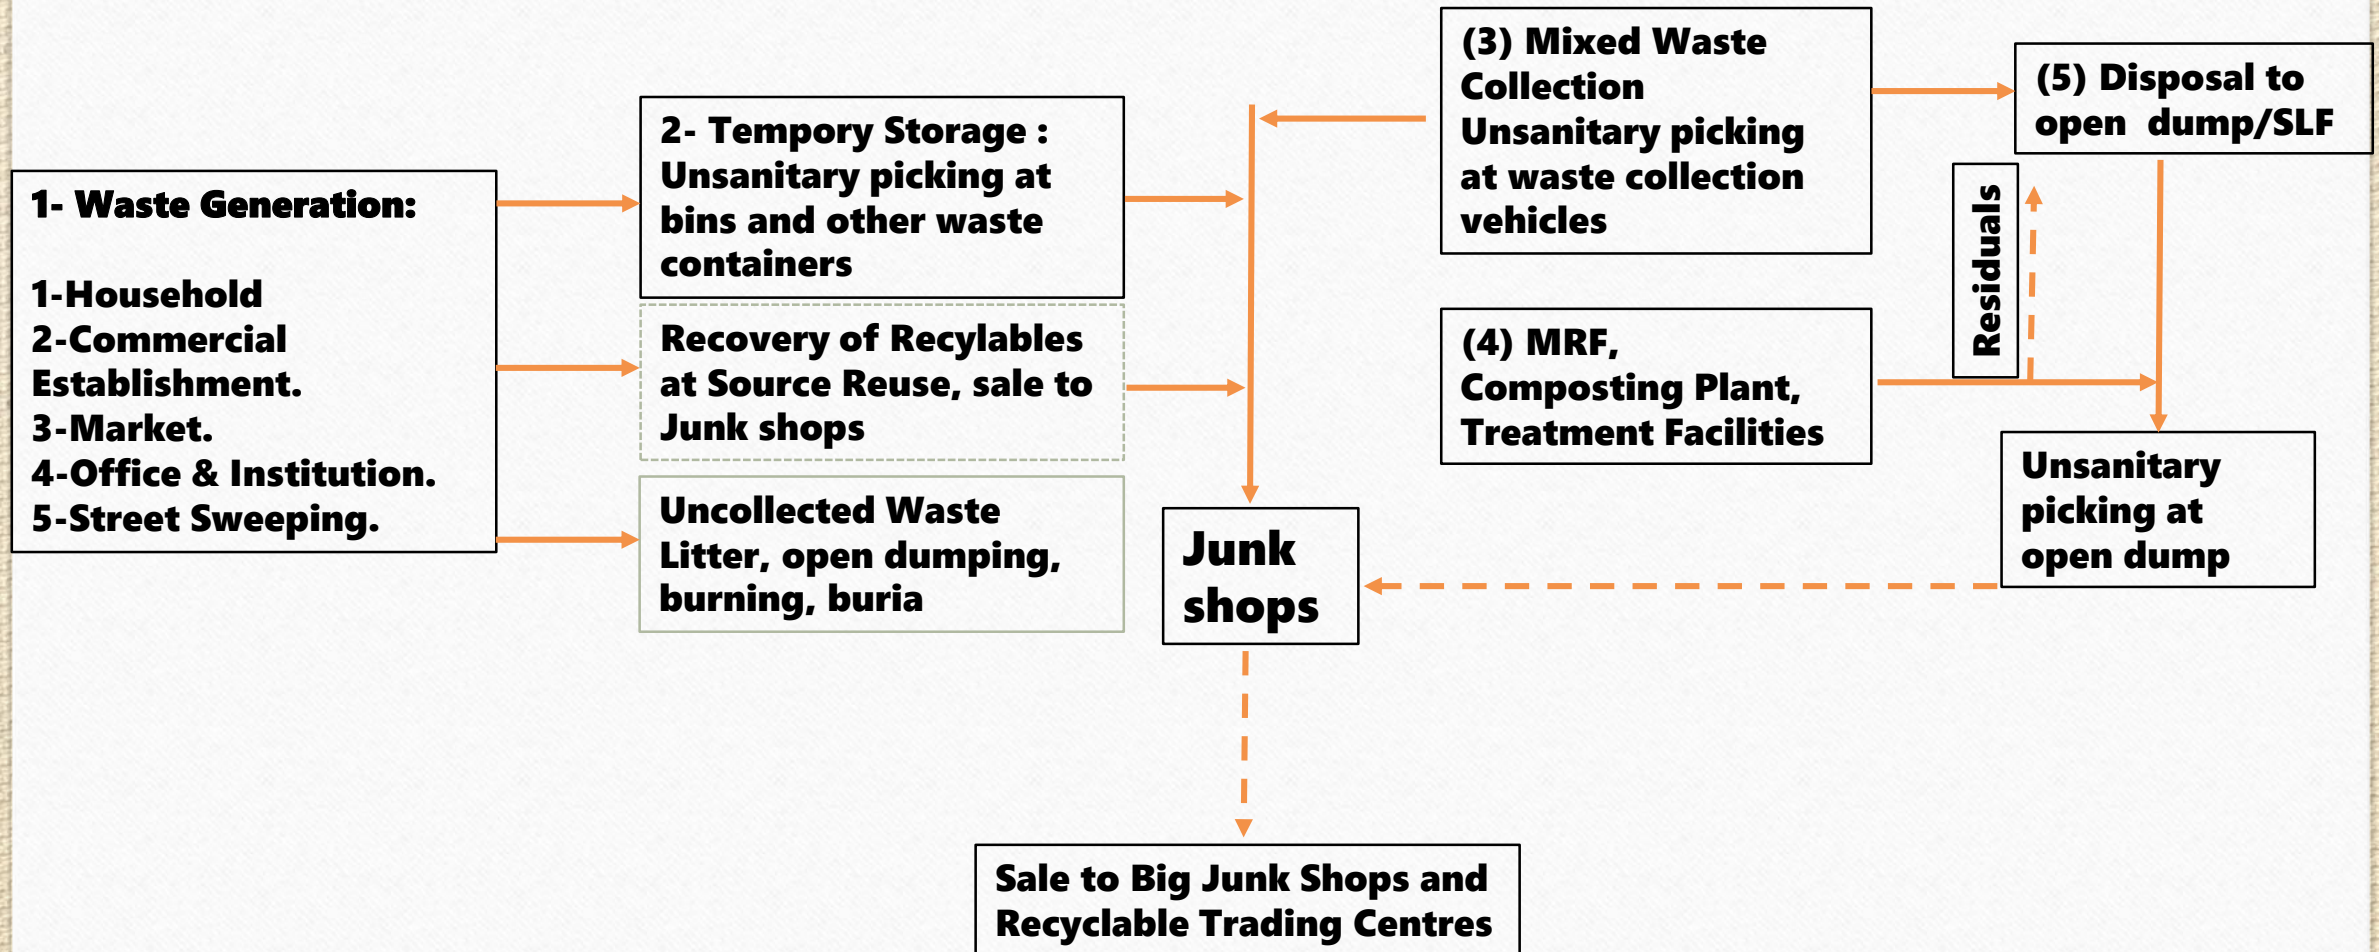 1- Waste Generation:
1-Household
2-Commercial
Establishment.
3-Market.
4-Office & Institution.
5-Street Sweeping.
2- Tempory Storage :
Unsanitary picking at
bins and other waste
containers
Recovery of Recylables
at Source Reuse, sale to
Junk shops
Uncollected Waste
Litter, open dumping,
burning, buria
(3) Mixed Waste
Collection
Unsanitary picking
at waste collection
vehicles
(4) MRF,
Composting Plant,
Treatment Facilities
(5) Disposal to
open dump/SLF
Residuals
Unsanitary
picking at
open dump
Junk
shops
Sale to Big Junk Shops and
Recyclable Trading Centres